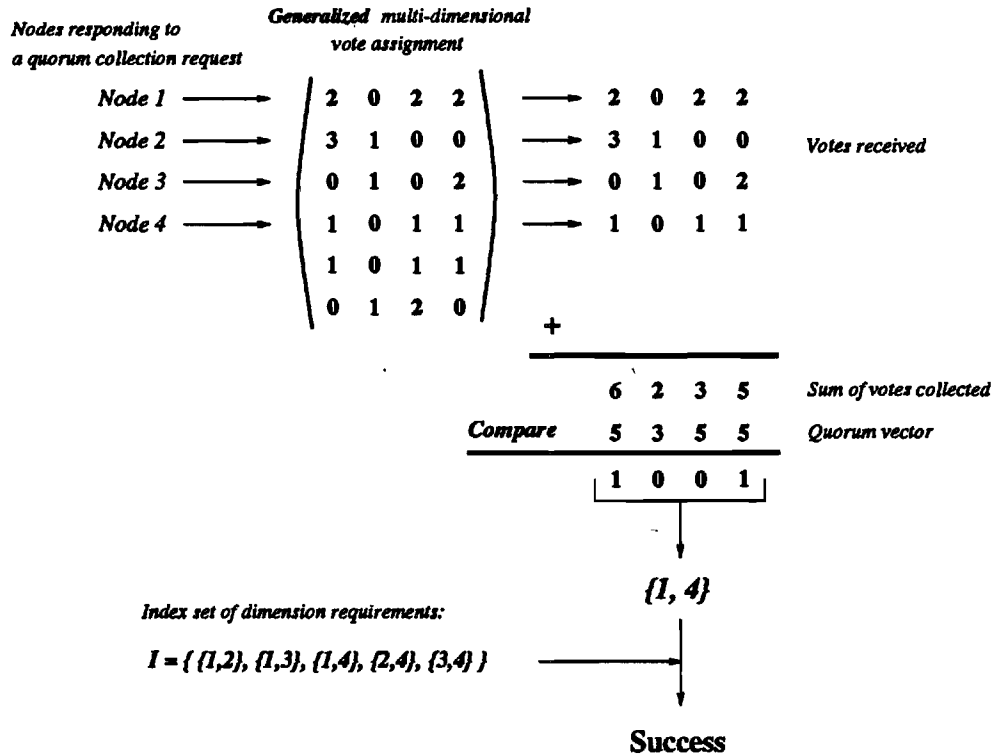 Generalized multi-dimensional
vote assignment
Nodes responding to
a quorum collection request
Node 1 2 0 2 2 2 0 2 2
Node 2 3 1 0 0 3 1 0 0 Votes received
Node 3 0 1 0 2 0 1 0 2
Node 4 1 0 1 1 1 0 1 1
1 0 1 1
0 1 2 0
+
6 2 3 5 Sum of votes collected
Compare 5 3 5 5 Quorum vector
1 0 0 1
{1, 4}
Index set of dimension requirements:
I = { {1,2}, {1,3}, {1,4}, {2,4}, {3,4} }
Success